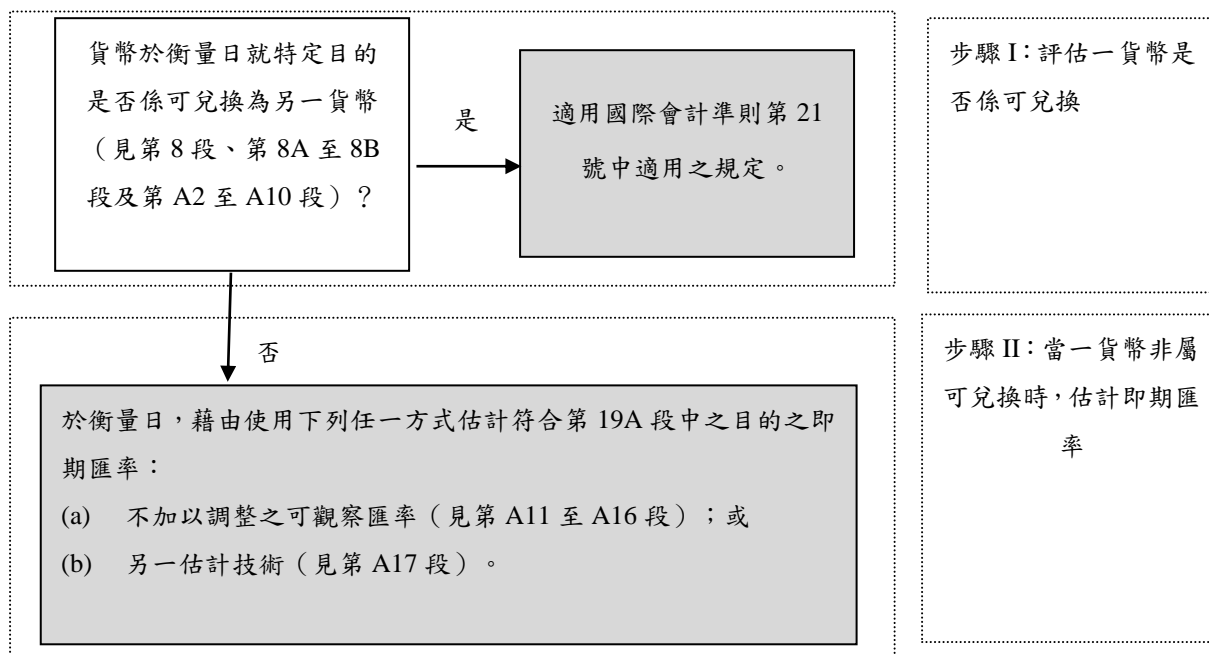 貨幣於衡量日就特定目的
是否係可兌換為另一貨幣
（見第 8 段、第 8A 至 8B
段及第 A2 至 A10 段）？
是
適用國際會計準則第 21
號中適用之規定。
步驟 I：評估一貨幣是
否係可兌換
否
於衡量日，藉由使用下列任一方式估計符合第 19A 段中之目的之即
期匯率：
(a) 不加以調整之可觀察匯率（見第 A11 至 A16 段）；或
(b) 另一估計技術（見第 A17 段）。
步驟 II：當一貨幣非屬
可兌換時，估計即期匯
率